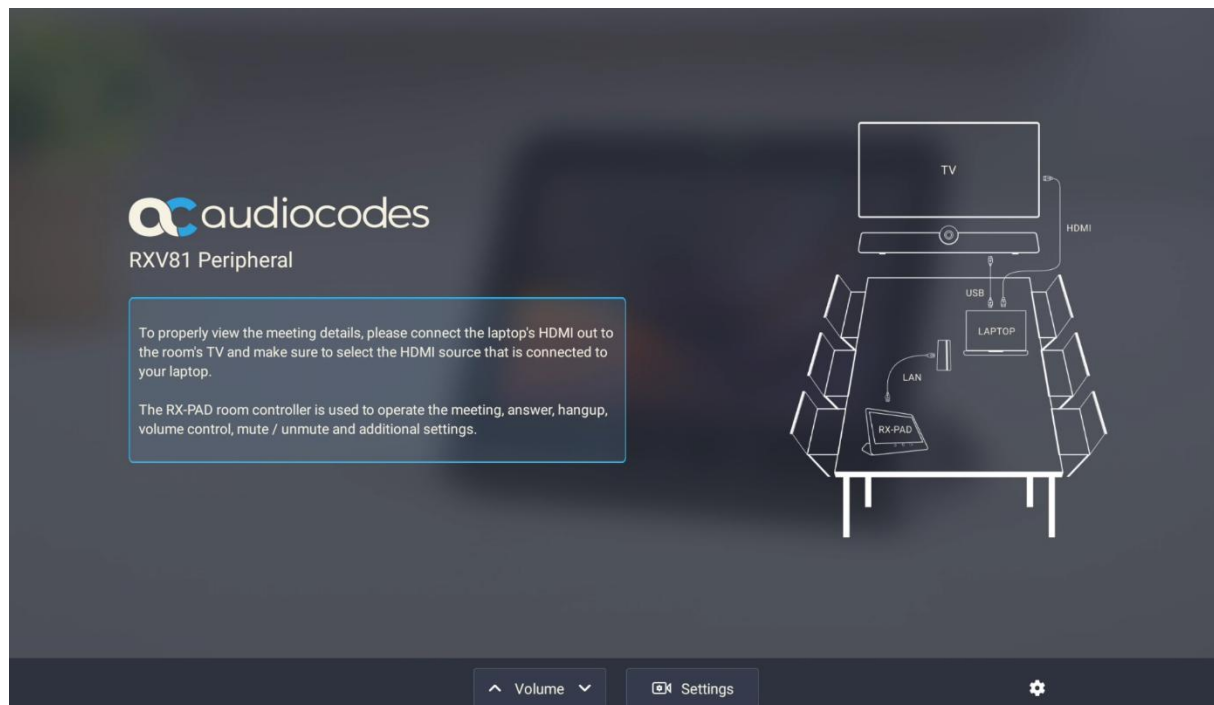 audiocodes
RXV81 Peripheral
To properly view the meeting details, please connect the laptop's HDMI out to
the room's TV and make sure to select the HDMI source that is connected to
your laptop.
The RX-PAD room controller is used to operate the meeting, answer, hangup,
volume control, mute / unmute and additional settings.
TV
HDMI
USB
LAPTOP
LAN
RX-PAD
Volume
Settings